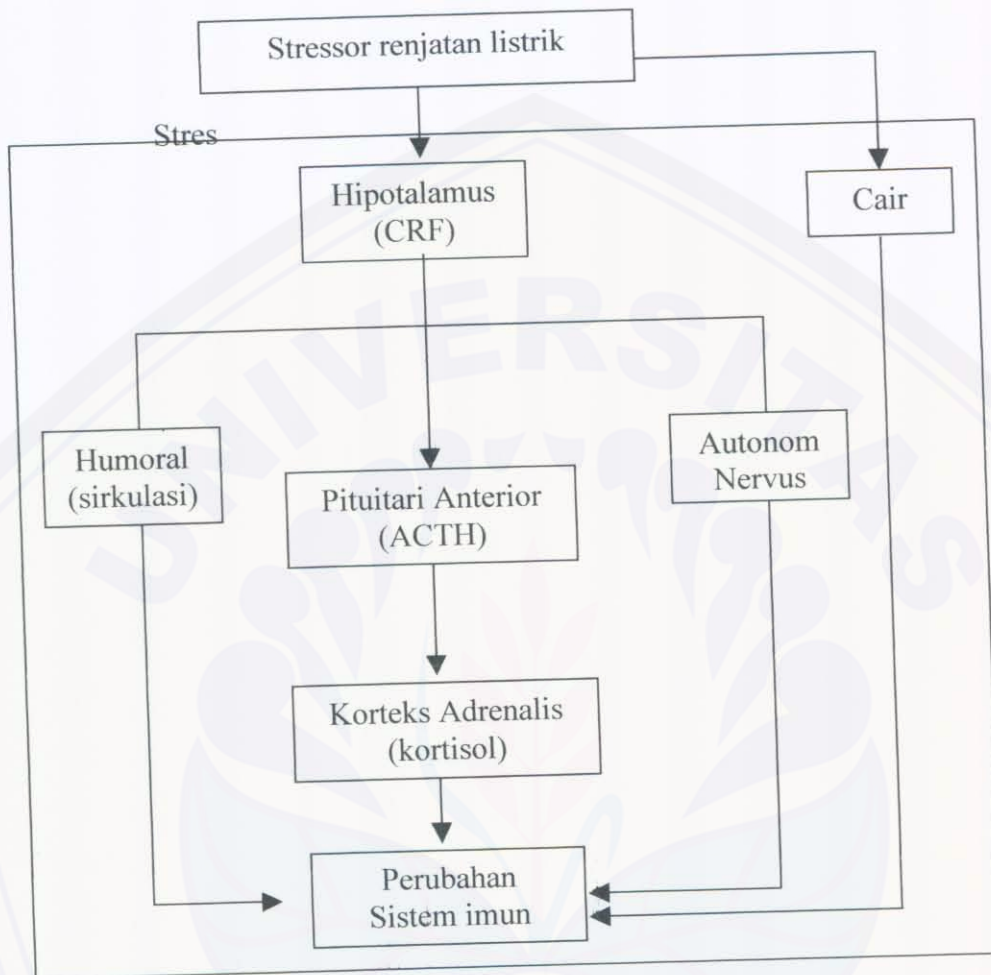 Stressor renjatan listrik
Stres
Hipotalamus
(CRF)
Cair
Humoral
(sirkulasi)
Autonom
Nervus
Pituitari Anterior
(ACTH)
Korteks Adrenalis
(kortisol)
Perubahan
Sistem imun
UNIVERSITAS